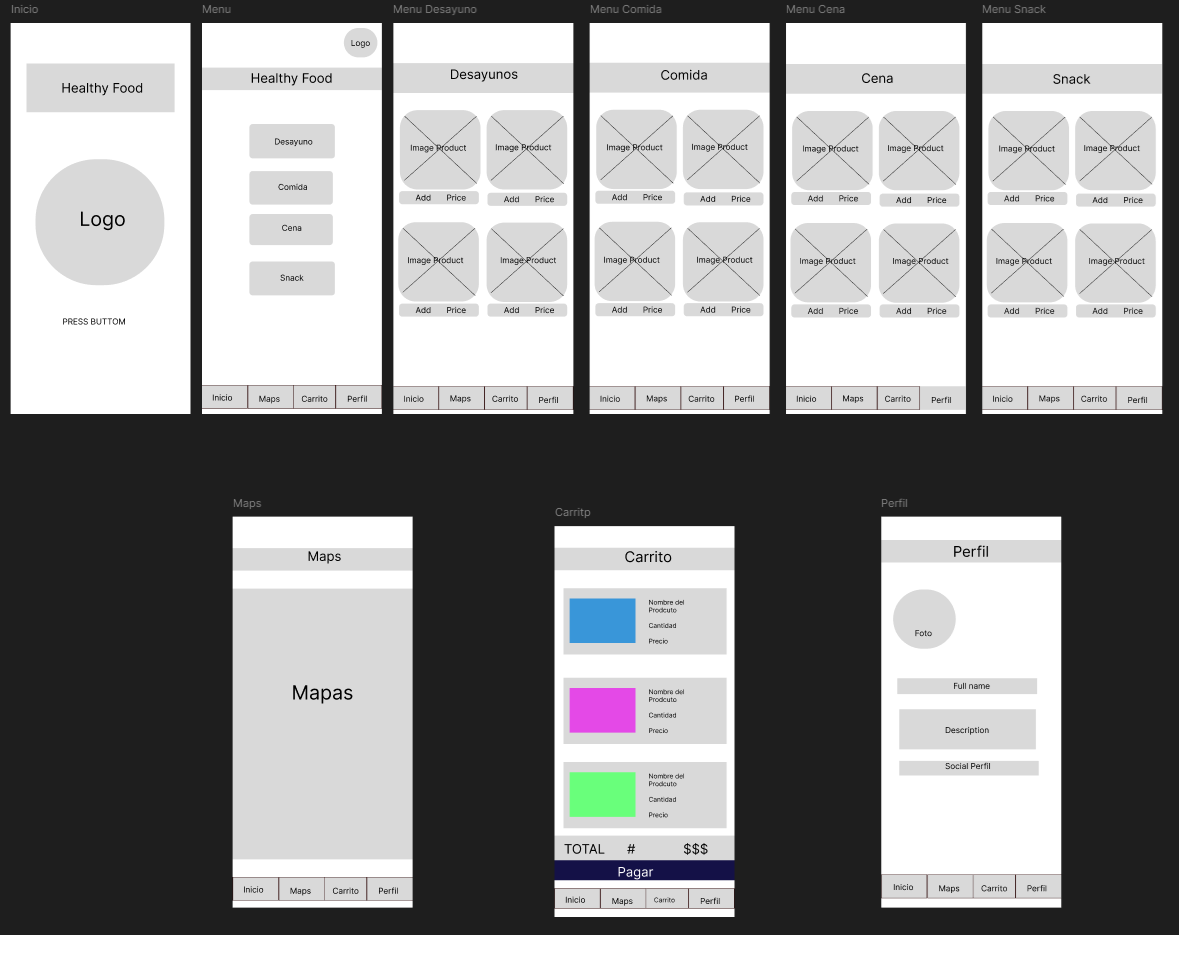 Inicio
Healthy Food
Logo
PRESS BUTTOM
Menu
Logo
Healthy Food
Desayuno
Comida
Cena
Snack
Inicio Maps Carrito Perfil
Menu Desayuno
Desayunos
Image Product Image Product
Add Price Add Price
Image Product Image Product
Add Price Add Price
Inicio Maps Carrito Perfil
Menu Comida
Comida
Image Product Image Product
Add Price Add Price
Image Product Image Product
Add Price Add Price
Inicio Maps Carrito Perfil
Menu Cena
Cena
Image Product Image Product
Add Price Add Price
Image Product Image Product
Add Price Add Price
Inicio Maps Carrito Perfil
Menu Snack
Snack
Image Product Image Product
Add Price Add Price
Image Product Image Product
Add Price Add Price
Inicio Maps Carrito Perfil
Maps
Maps
Mapas
Inicio Maps Carrito Perfil
Carritp
Carrito
Nombre del
Prodcuto
Cantidad
Precio
Nombre del
Prodcuto
Cantidad
Precio
Nombre del
Prodcuto
Cantidad
Precio
TOTAL # $$$
Pagar
Inicio Maps Carrito Perfil
Perfil
Perfil
Foto
Full name
Description
Social Perfil
Inicio Maps Carrito Perfil